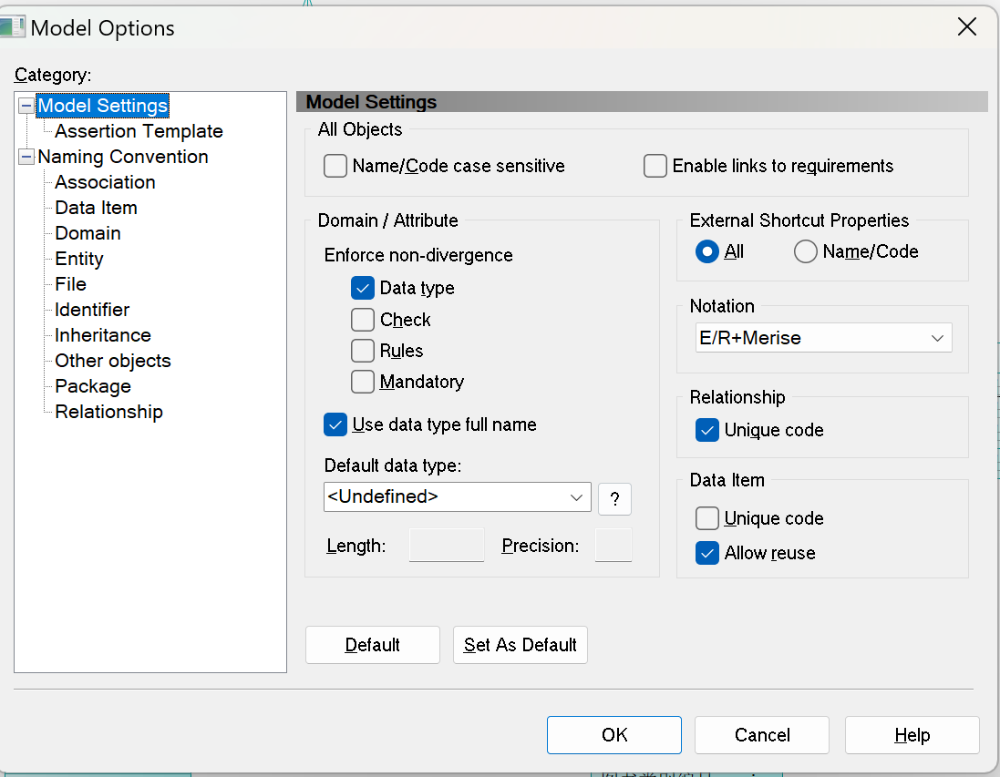 Model Options
Category:
Model Settings
Assertion Template
Naming Convention
Association
Data Item
Domain
Entity
File
Identifier
Inheritance
Other objects
Package
Relationship
Model Settings
All Objects
Name/Code case sensitive
Enable links to requirements
Domain / Attribute
Enforce non-divergence
Data type
Check
Rules
Mandatory
Use data type full name
Default data type:
<Undefined>
?
Length:
Precision:
External Shortcut Properties
All
Name/Code
Notation
E/R+Merise
Relationship
Unique code
Data Item
Unique code
Allow reuse
Default
Set As Default
OK
Cancel
Help